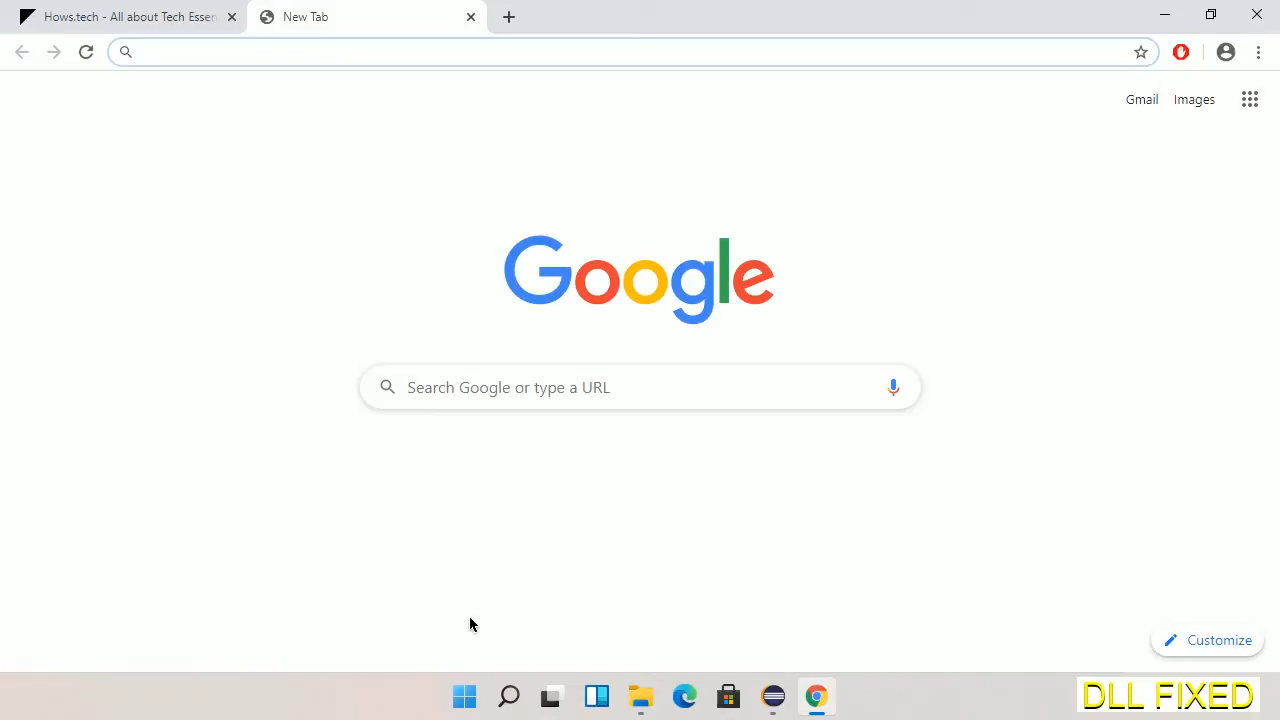 Hows.tech - All about Tech Essen
New Tab
Gmail
Images
Google
Search Google or type a URL
Customize
DLL FIXED